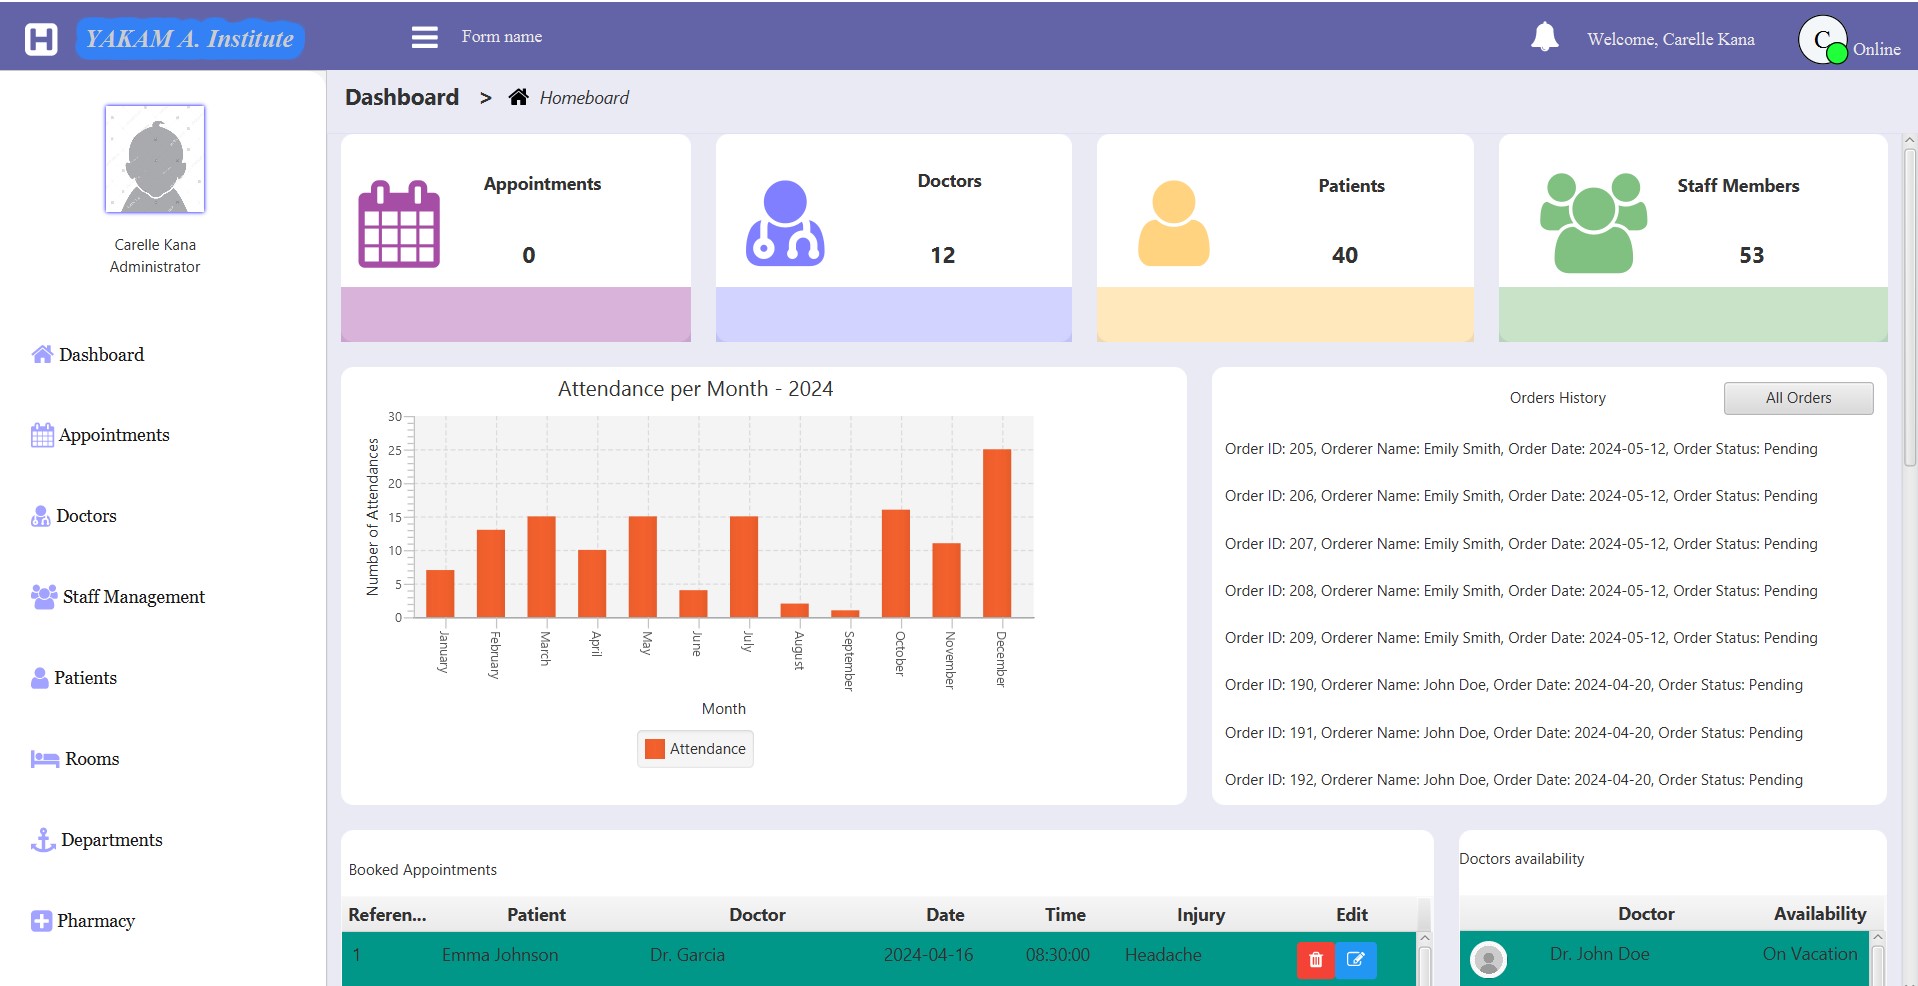 YAKAM A. Institute
Form name
Welcome, Carelle Kana
C
Online
Carelle Kana
Administrator
Dashboard
Appointments
Doctors
Staff Management
Patients
Rooms
Departments
Pharmacy
Dashboard > Homeboard
Appointments
0
Doctors
12
Patients
40
Staff Members
53
Attendance per Month - 2024
Number of Attendances
30
25
20
15
10
5
0
January
February
March
April
May
June
July
August
September
October
November
December
Month
Attendance
Orders History
All Orders
Order ID: 205, Orderer Name: Emily Smith, Order Date: 2024-05-12, Order Status: Pending
Order ID: 206, Orderer Name: Emily Smith, Order Date: 2024-05-12, Order Status: Pending
Order ID: 207, Orderer Name: Emily Smith, Order Date: 2024-05-12, Order Status: Pending
Order ID: 208, Orderer Name: Emily Smith, Order Date: 2024-05-12, Order Status: Pending
Order ID: 209, Orderer Name: Emily Smith, Order Date: 2024-05-12, Order Status: Pending
Order ID: 190, Orderer Name: John Doe, Order Date: 2024-04-20, Order Status: Pending
Order ID: 191, Orderer Name: John Doe, Order Date: 2024-04-20, Order Status: Pending
Order ID: 192, Orderer Name: John Doe, Order Date: 2024-04-20, Order Status: Pending
Booked Appointments
Referen... Patient Doctor Date Time Injury Edit
1 Emma Johnson Dr. Garcia 2024-04-16 08:30:00 Headache
Doctors availability
Doctor Availability
Dr. John Doe On Vacation